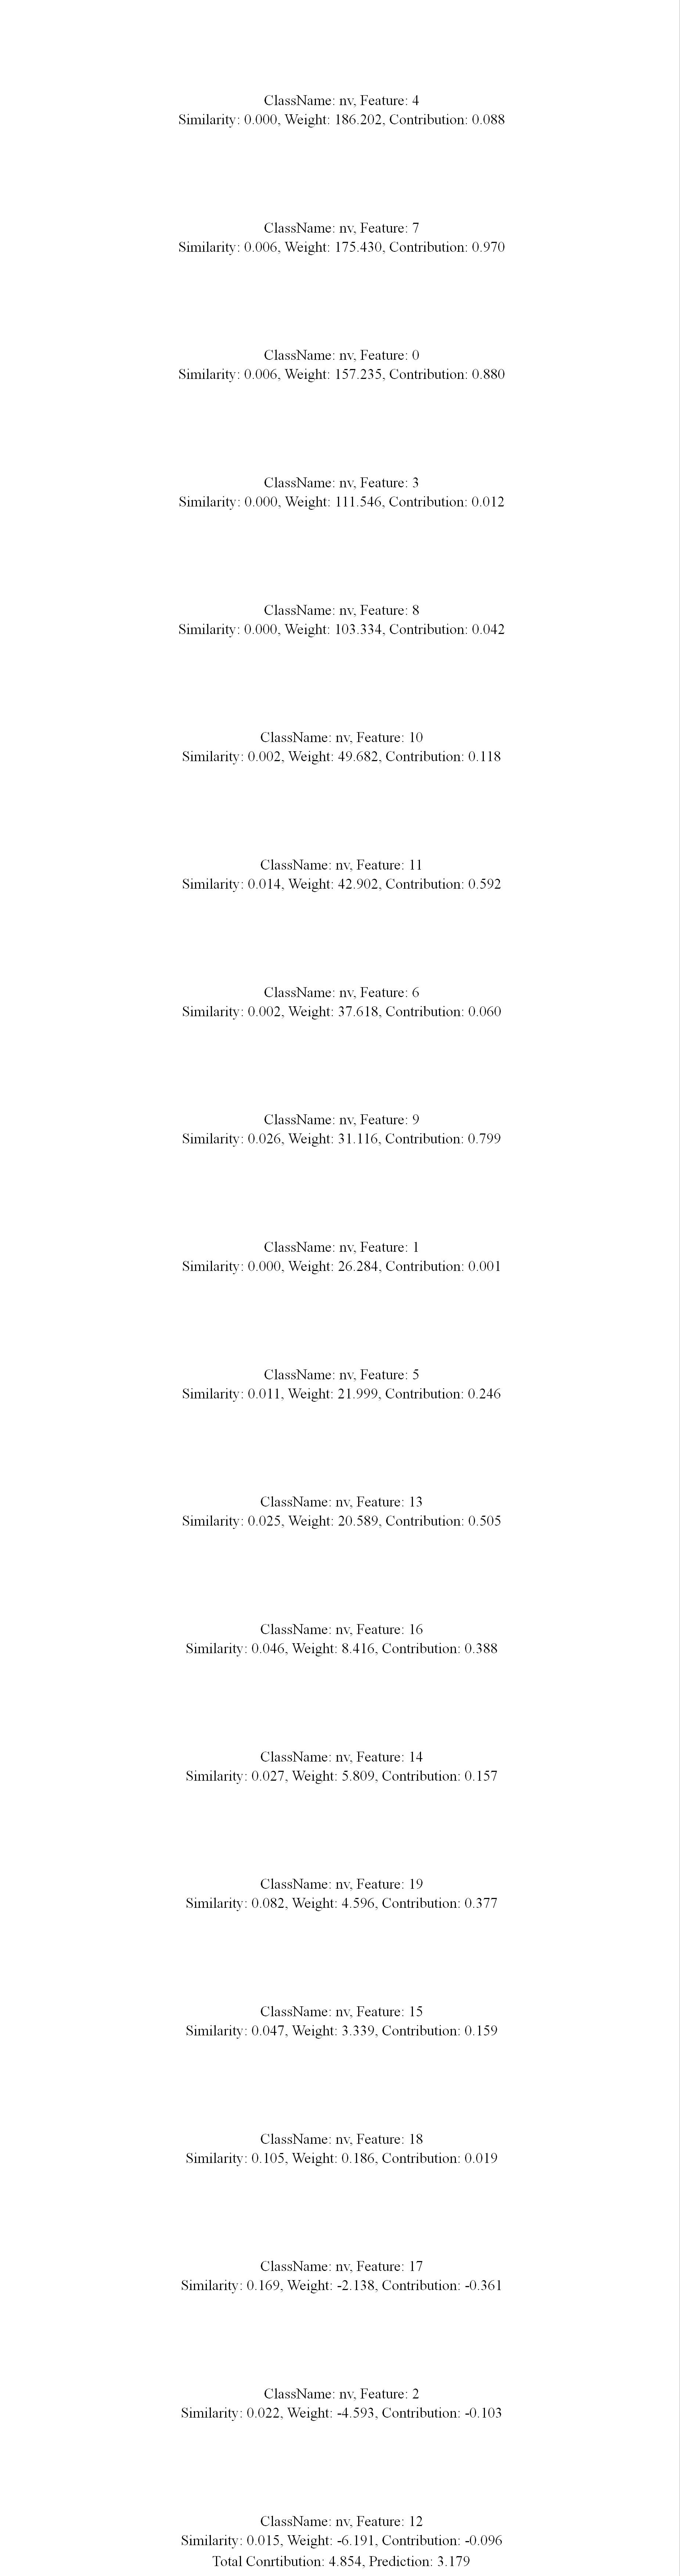 ClassName: nv, Feature: 4
Similarity: 0.000, Weight: 186.202, Contribution: 0.088
ClassName: nv, Feature: 7
Similarity: 0.006, Weight: 175.430, Contribution: 0.970
ClassName: nv, Feature: 0
Similarity: 0.006, Weight: 157.235, Contribution: 0.880
ClassName: nv, Feature: 3
Similarity: 0.000, Weight: 111.546, Contribution: 0.012
ClassName: nv, Feature: 8
Similarity: 0.000, Weight: 103.334, Contribution: 0.042
ClassName: nv, Feature: 10
Similarity: 0.002, Weight: 49.682, Contribution: 0.118
ClassName: nv, Feature: 11
Similarity: 0.014, Weight: 42.902, Contribution: 0.592
ClassName: nv, Feature: 6
Similarity: 0.002, Weight: 37.618, Contribution: 0.060
ClassName: nv, Feature: 9
Similarity: 0.026, Weight: 31.116, Contribution: 0.799
ClassName: nv, Feature: 1
Similarity: 0.000, Weight: 26.284, Contribution: 0.001
ClassName: nv, Feature: 5
Similarity: 0.011, Weight: 21.999, Contribution: 0.246
ClassName: nv, Feature: 13
Similarity: 0.025, Weight: 20.589, Contribution: 0.505
ClassName: nv, Feature: 16
Similarity: 0.046, Weight: 8.416, Contribution: 0.388
ClassName: nv, Feature: 14
Similarity: 0.027, Weight: 5.809, Contribution: 0.157
ClassName: nv, Feature: 19
Similarity: 0.082, Weight: 4.596, Contribution: 0.377
ClassName: nv, Feature: 15
Similarity: 0.047, Weight: 3.339, Contribution: 0.159
ClassName: nv, Feature: 18
Similarity: 0.105, Weight: 0.186, Contribution: 0.019
ClassName: nv, Feature: 17
Similarity: 0.169, Weight: -2.138, Contribution: -0.361
ClassName: nv, Feature: 2
Similarity: 0.022, Weight: -4.593, Contribution: -0.103
ClassName: nv, Feature: 12
Similarity: 0.015, Weight: -6.191, Contribution: -0.096
Total Conrtibution: 4.854, Prediction: 3.179